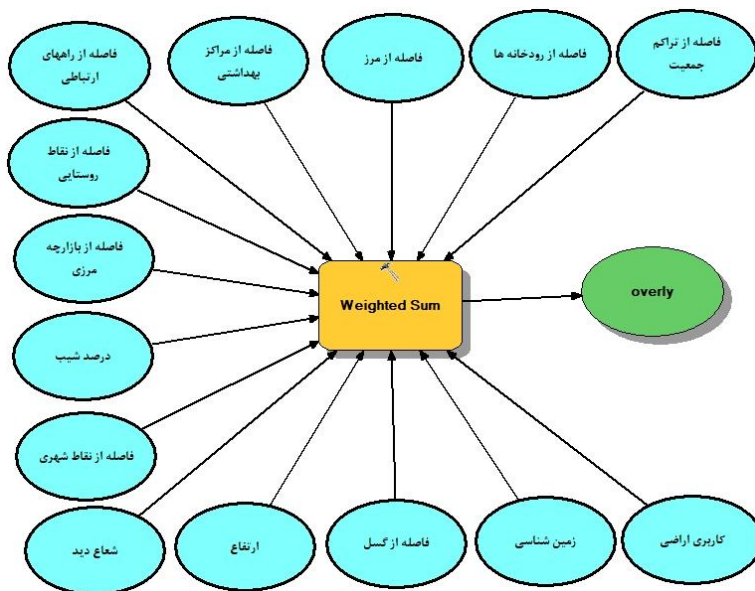 فاصله از راههای
ارتباطی
فاصله از مراکز
بهداشتی
فاصله از مرز
فاصله از رودخانه ها
فاصله از تراکم
جمعیت
فاصله از نقاط
روستایی
فاصله از بازارچه
مرزی
درصد شیب
فاصله از نقاط شهری
Weighted Sum
overly
شعاع دید
ارتفاع
فاصله از گسل
زمین شناسی
کاربری اراضی